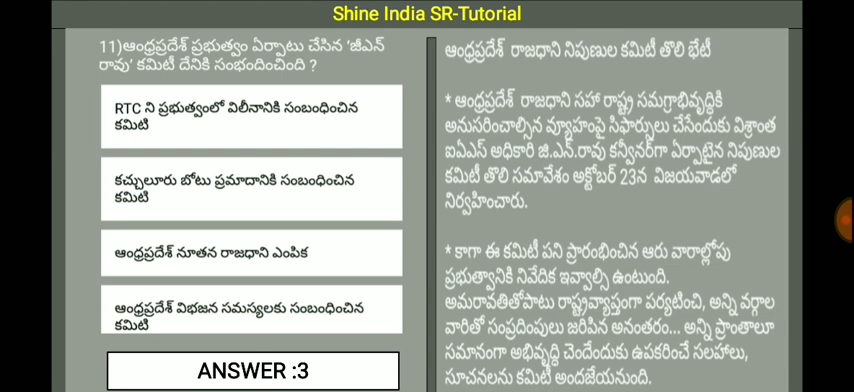 Shine India SR-Tutorial
11)ఆంధ్రప్రదేశ్ ప్రభుత్వం ఏర్పాటు చేసిన 'జీఎన్
రావు' కమిటీ దేనికి సంభందించింది ?
RTC ని ప్రభుత్వంలో విలీనానికి సంబంధించిన
కమిటి
కచ్చులూరు బోటు ప్రమాదానికి సంబంధించిన
కమిటి
ఆంధ్రప్రదేశ్ నూతన రాజధాని ఎంపిక
ఆంధ్రప్రదేశ్ విభజన సమస్యలకు సంబంధించిన
కమిటి
ANSWER :3
ఆంధ్రప్రదేశ్ రాజధాని నిపుణుల కమిటీ తొలి భేటీ
* ఆంధ్రప్రదేశ్ రాజధాని సహా రాష్ట్ర సమగ్రాభివృద్ధికి
అనుసరించాల్సిన వ్యూహంపై సిఫార్సులు చేసేందుకు విశ్రాంత
ఐఏఎస్ అధికారి జి.ఎన్.రావు కన్వీనర్‌గా ఏర్పాటైన నిపుణుల
కమిటీ తొలి సమావేశం అక్టోబర్ 23న విజయవాడలో
నిర్వహించారు.
* కాగా ఈ కమిటీ పని ప్రారంభించిన ఆరు వారాల్లోపు
ప్రభుత్వానికి నివేదిక ఇవ్వాల్సి ఉంటుంది.
అమరావతితోపాటు రాష్ట్రవ్యాప్తంగా పర్యటించి, అన్ని వర్గాల
వారితో సంప్రదింపులు జరిపిన అనంతరం... అన్ని ప్రాంతాలూ
సమానంగా అభివృద్ధి చెందేందుకు ఉపకరించే సలహాలు,
సూచనలను కమిటీ అందజేయనుంది.